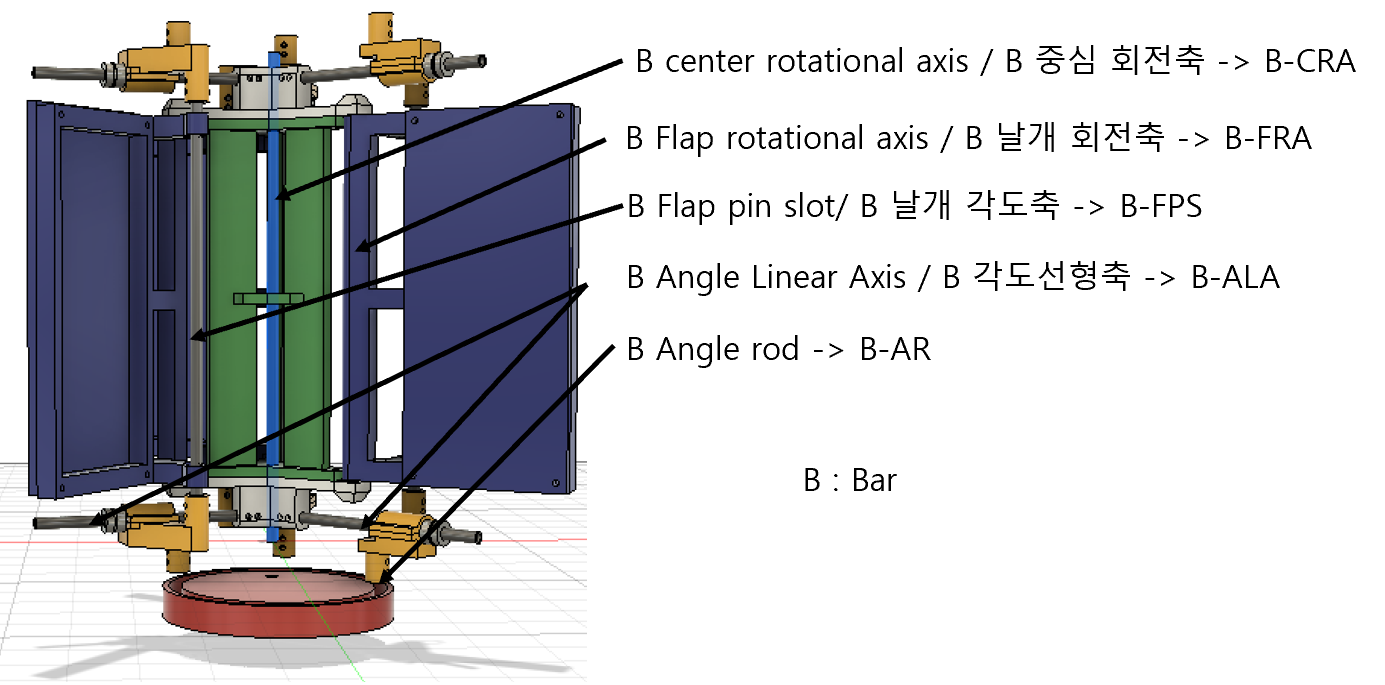 B center rotational axis / B 중심 회전축 -> B-CRA
B Flap rotational axis / B 날개 회전축 -> B-FRA
B Flap pin slot/ B 날개 각도축 -> B-FPS
B Angle Linear Axis / B 각도선형축 -> B-ALA
B Angle rod -> B-AR
B : Bar